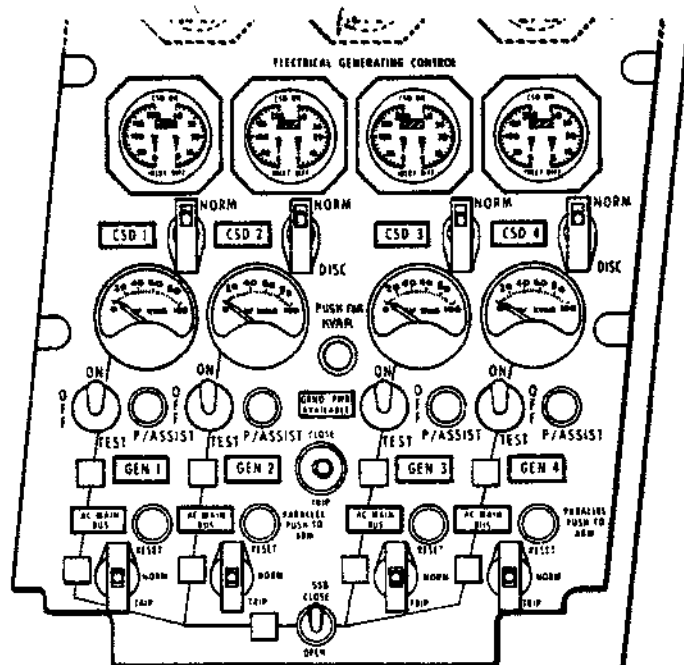 ELECTRICAL GENERATING CONTROL
CSD 1
NORM
CSD 2
NORM
DISC
CSD 3
NORM
CSD 4
NORM
DISC
PUSH FOR
KVAR
ON
OFF
TEST
P/ASSIST
ON
OFF
TEST
P/ASSIST
GRND PWR
AVAILABLE
CLOSE
TRIP
ON
OFF
TEST
P/ASSIST
ON
OFF
TEST
P/ASSIST
GEN 1
GEN 2
GEN 3
GEN 4
AC MAIN
BUS
RESET
NORM
TRIP
AC MAIN
BUS
PARALLEL
PUSH TO
ARM
RESET
NORM
TRIP
SSB
CLOSE
OPEN
AC MAIN
BUS
RESET
NORM
TRIP
AC MAIN
BUS
PARALLEL
PUSH TO
ARM
RESET
NORM
TRIP